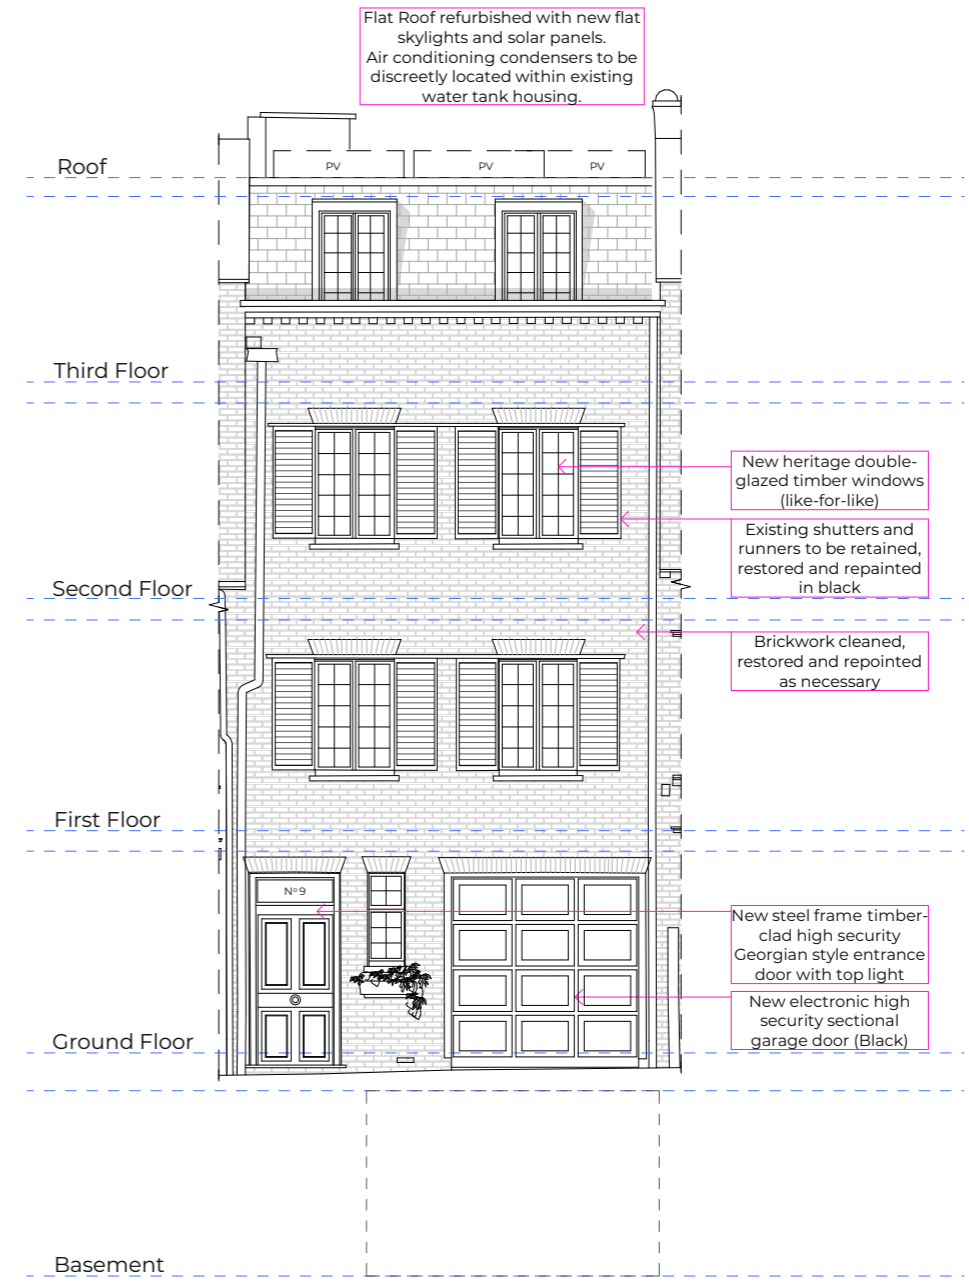 Flat Roof refurbished with new flat
skylights and solar panels.
Air conditioning condensers to be
discreetly located within existing
water tank housing.
Roof
PV
PV
PV
Third Floor
New heritage double-
glazed timber windows
(like-for-like)
Existing shutters and
runners to be retained,
restored and repainted
in black
Second Floor
Brickwork cleaned,
restored and repointed
as necessary
First Floor
Nº9
New steel frame timber-
clad high security
Georgian style entrance
door with top light
New electronic high
security sectional
garage door (Black)
Ground Floor
Basement